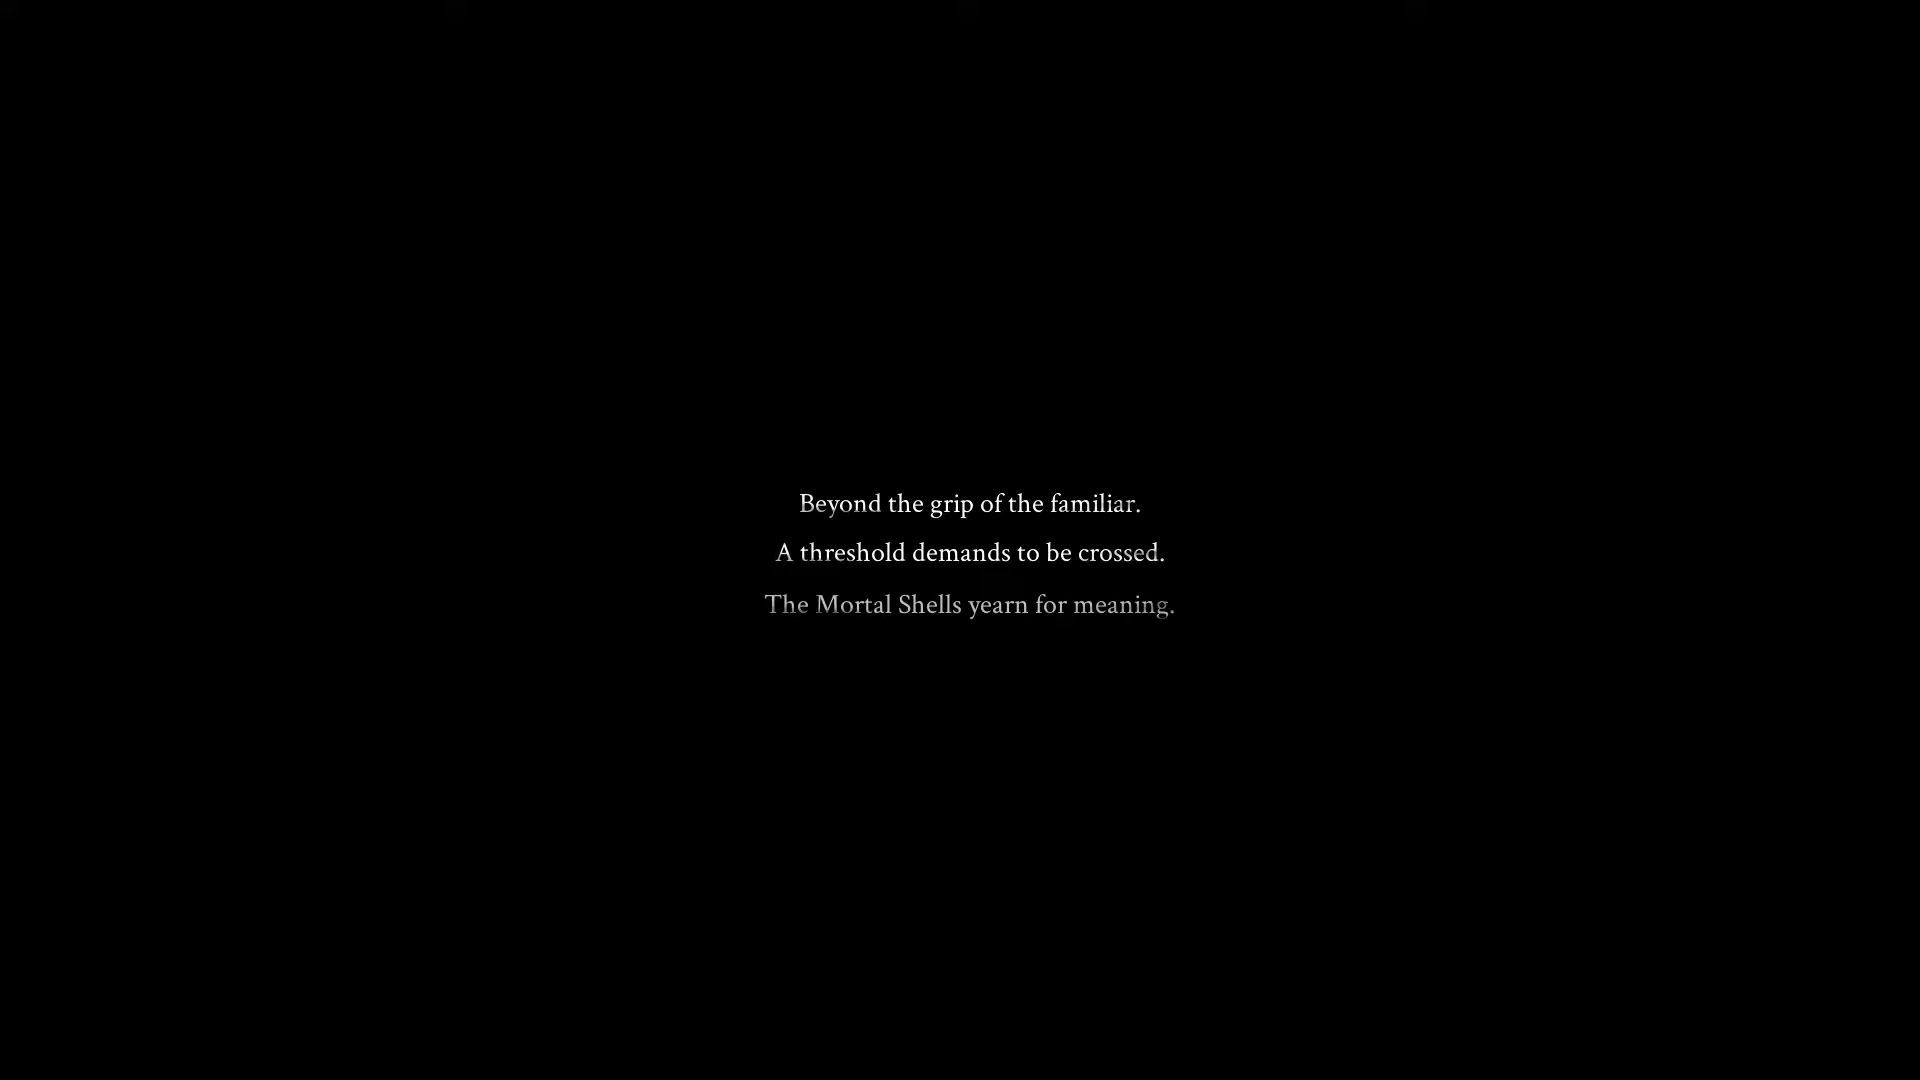 Beyond the grip of the familiar.
A threshold demands to be crossed.
The Mortal Shells yearn for meaning.